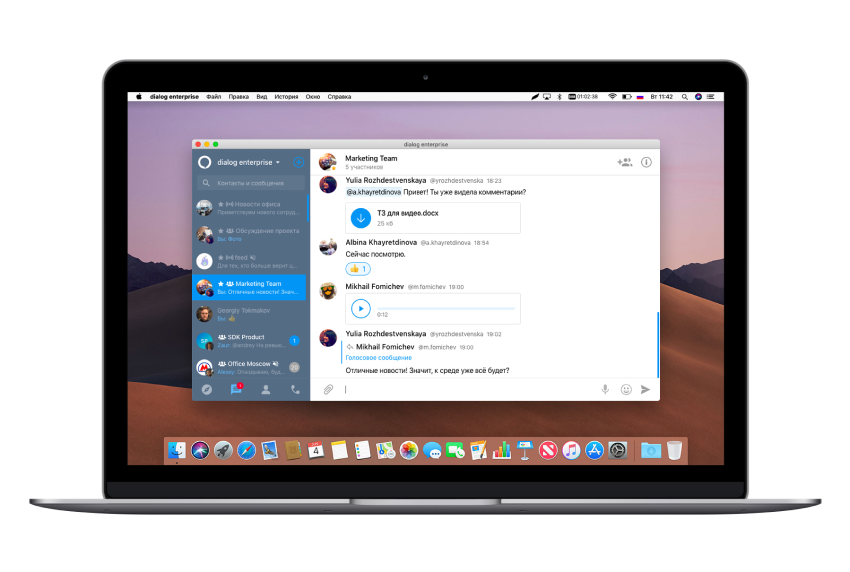 dialog enterprise Файл Правка Вид История Окно Справка
01:02:38 Вт 11:42
dialog enterprise
dialog enterprise
Контакты и сообщения
Новости офиса
Приветствуем нового сотруд...
Обсуждение проекта
Вы: Фото
feed
Для тех, кто больше верит ц...
Marketing Team
Вы: Отличные новости! Знач...
Georgiy Tolmukov
Вы:
SDK Product
1
Office Moscow
20
1
Marketing Team
5 участников
Yulia Rozhdestvenskaya @yrozhdestvenska 18:23
@a.khayretdinova Привет! Ты уже видела комментарии?
ТЗ для видео.docx
25 кб
Albina Khayretdinova @a.khayretdinova 18:54
Сейчас посмотрю.
1
Mikhail Fomichev @m.fomichev 19:00
0:12
Yulia Rozhdestvenskaya @yrozhdestvenska 19:02
Mikhail Fomichev @m.fomichev 19:00
Голосовое сообщение
Отличные новости! Значит, к среде уже всё будет?
4